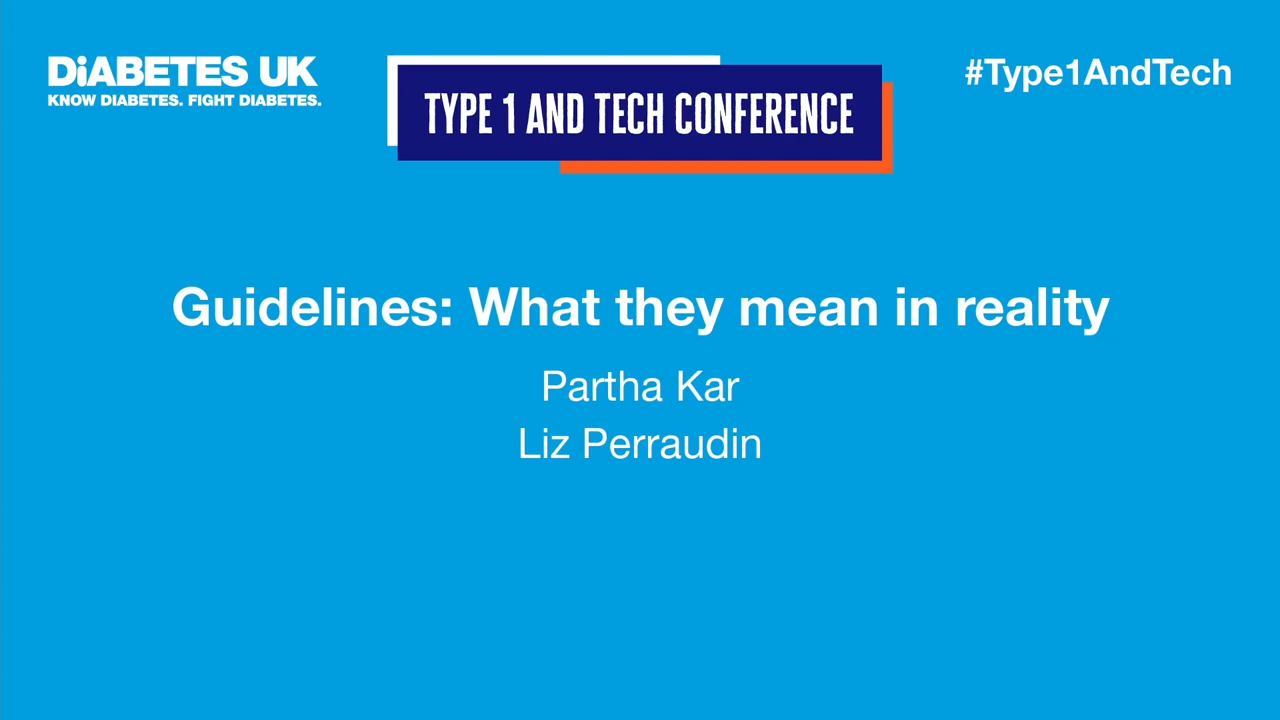 DiABETES UK
KNOW DIABETES. FIGHT DIABETES.
TYPE 1 AND TECH CONFERENCE
#Type1AndTech
Guidelines: What they mean in reality
Partha Kar
Liz Perraudin